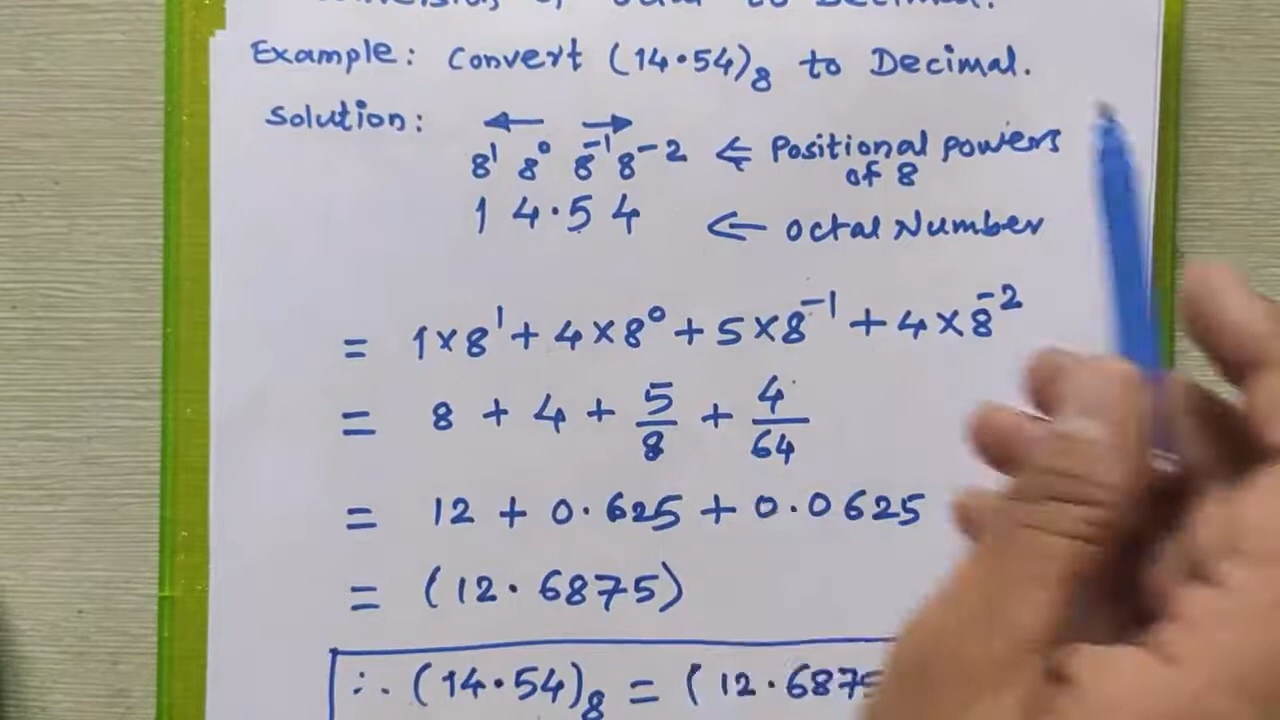 to Decimal.
Example: Convert (14.54)₈ to Decimal.
Solution: ← →
8¹ 8⁰ 8⁻¹ 8⁻² ⇐ Positional powers of 8
1 4.5 4 ⇐ Octal Number
= 1×8¹ + 4×8⁰ + 5×8⁻¹ + 4×8⁻²
= 8 + 4 + 5/8 + 4/64
= 12 + 0.625 + 0.0625
= (12.6875)
∴ (14.54)₈ = (12.6875